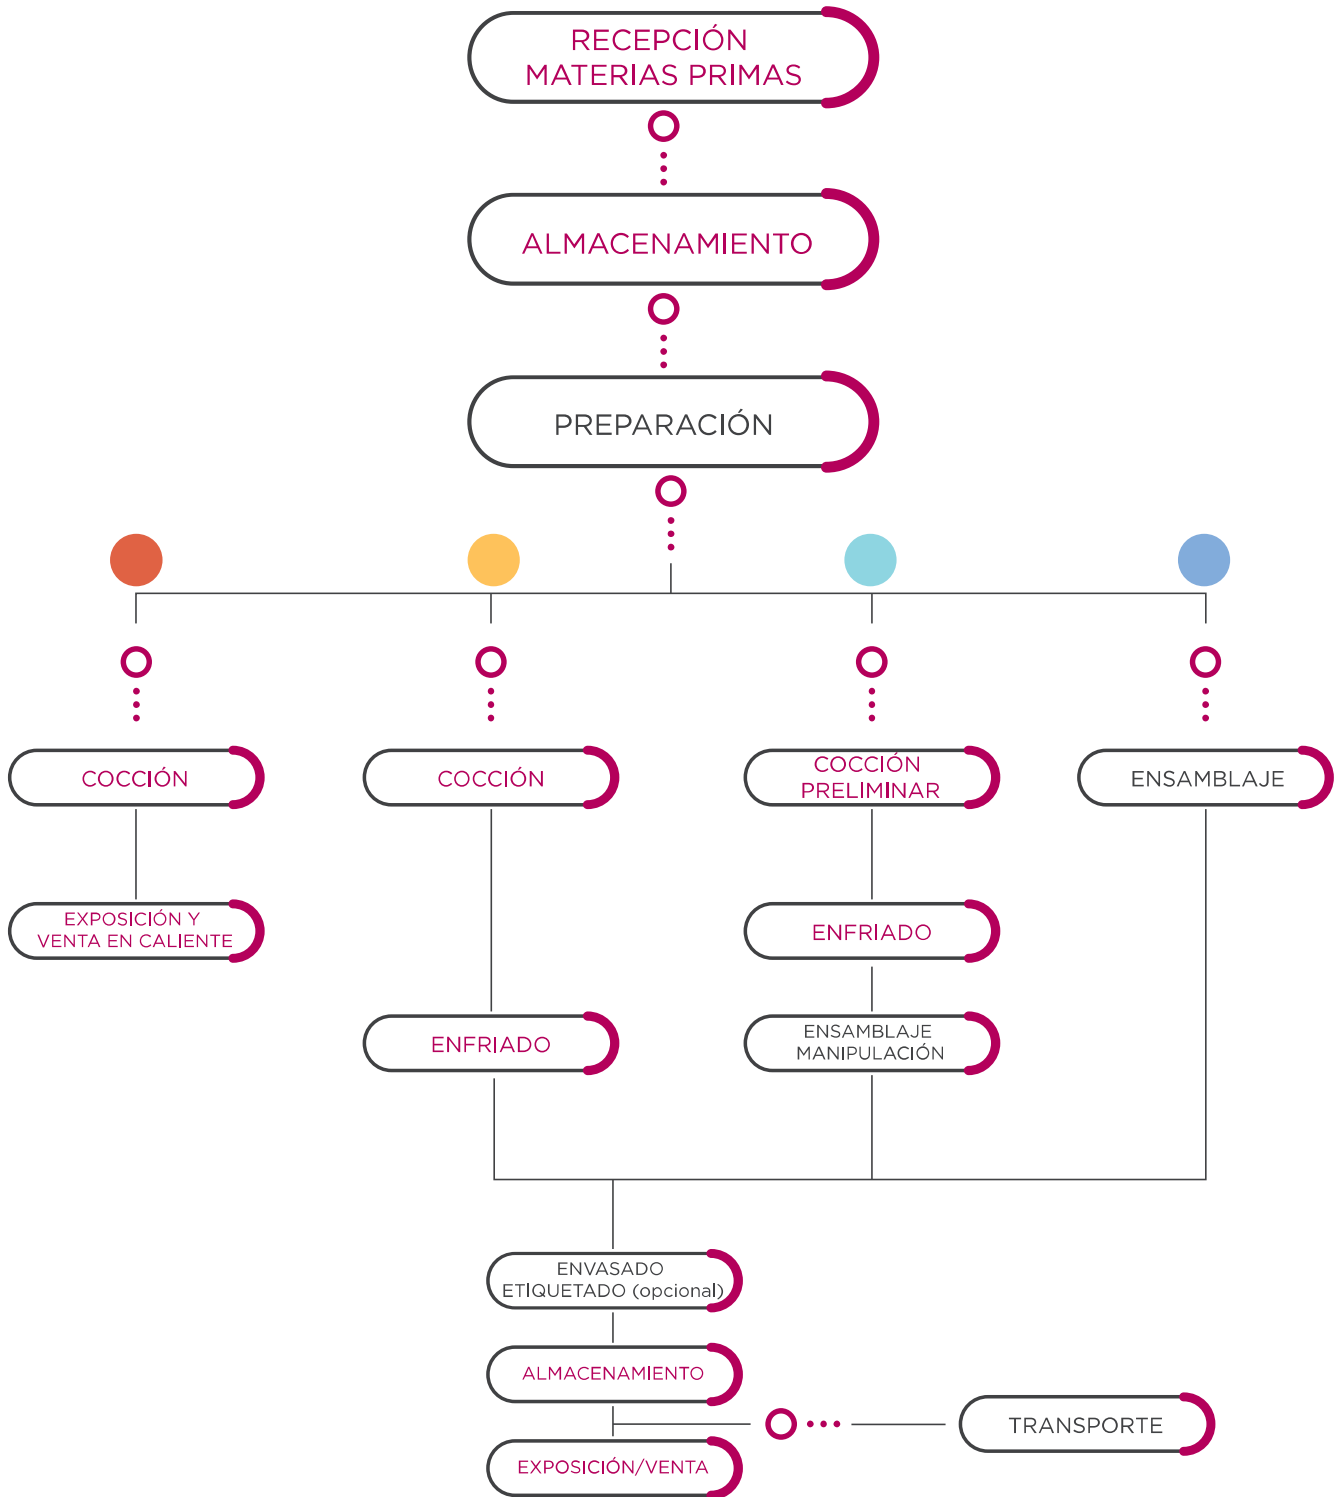 RECEPCIÓN
MATERIAS PRIMAS
ALMACENAMIENTO
PREPARACIÓN
COCCIÓN
COCCIÓN
COCCIÓN
PRELIMINAR
ENSAMBLAJE
EXPOSICIÓN Y
VENTA EN CALIENTE
ENFRIADO
ENFRIADO
ENSAMBLAJE
MANIPULACIÓN
ENVASADO
ETIQUETADO (opcional)
ALMACENAMIENTO
TRANSPORTE
EXPOSICIÓN/VENTA